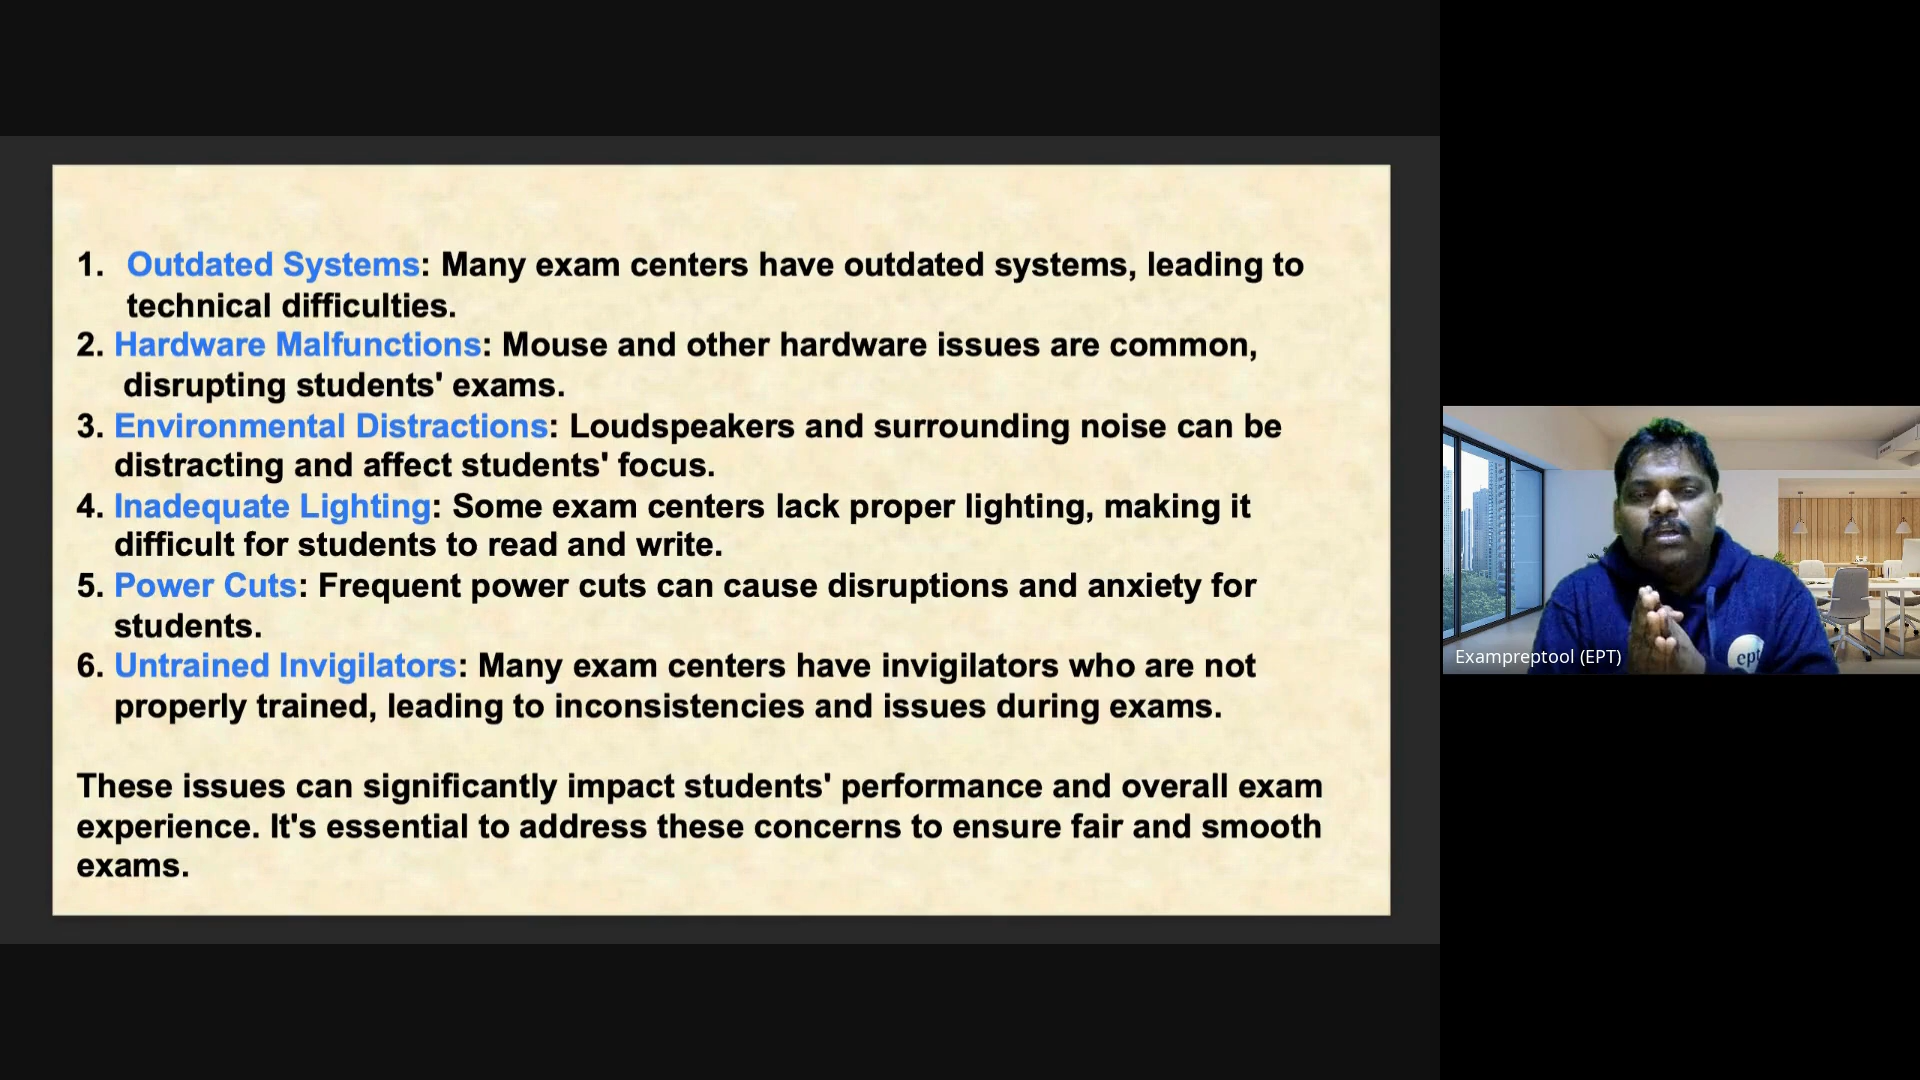 1. Outdated Systems: Many exam centers have outdated systems, leading to
technical difficulties.
2. Hardware Malfunctions: Mouse and other hardware issues are common,
disrupting students' exams.
3. Environmental Distractions: Loudspeakers and surrounding noise can be
distracting and affect students' focus.
4. Inadequate Lighting: Some exam centers lack proper lighting, making it
difficult for students to read and write.
5. Power Cuts: Frequent power cuts can cause disruptions and anxiety for
students.
6. Untrained Invigilators: Many exam centers have invigilators who are not
properly trained, leading to inconsistencies and issues during exams.
These issues can significantly impact students' performance and overall exam
experience. It's essential to address these concerns to ensure fair and smooth
exams.
Exampreptool (EPT)
ept